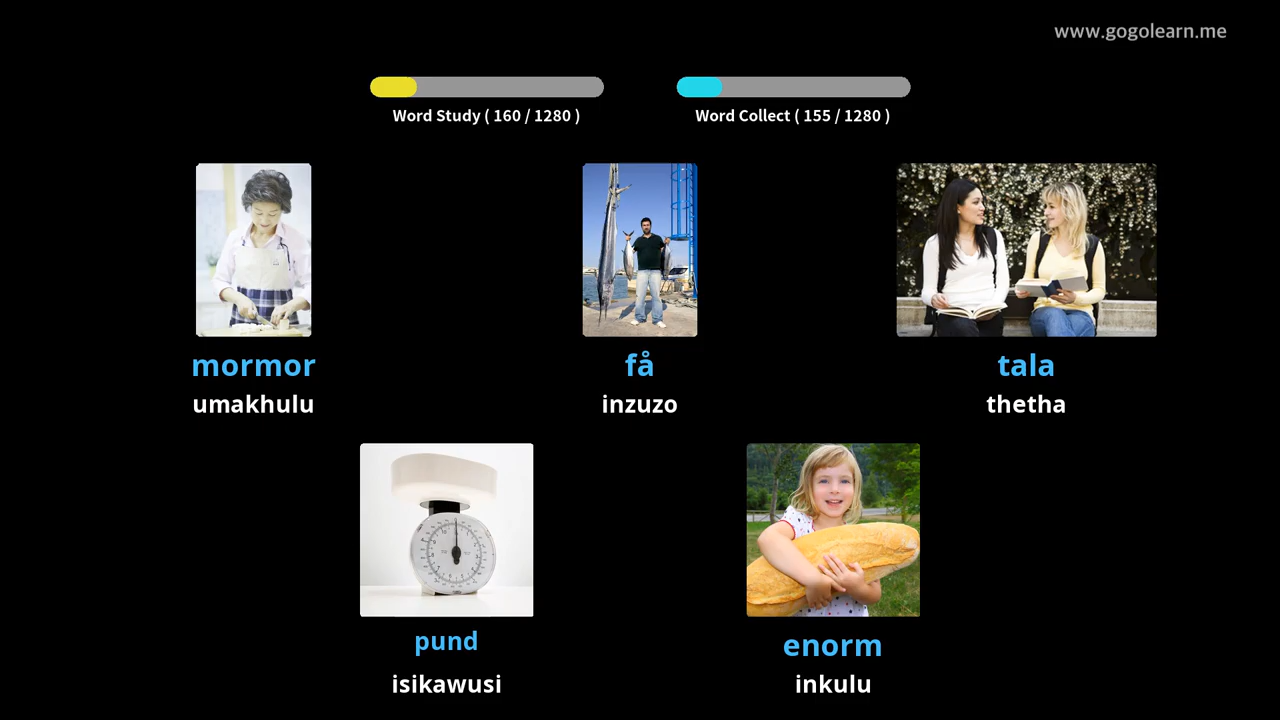 www.gogolearn.me
Word Study ( 160 / 1280 )
Word Collect ( 155 / 1280 )
mormor
umakhulu
få
inzuzo
tala
thetha
pund
isikawusi
enorm
inkulu